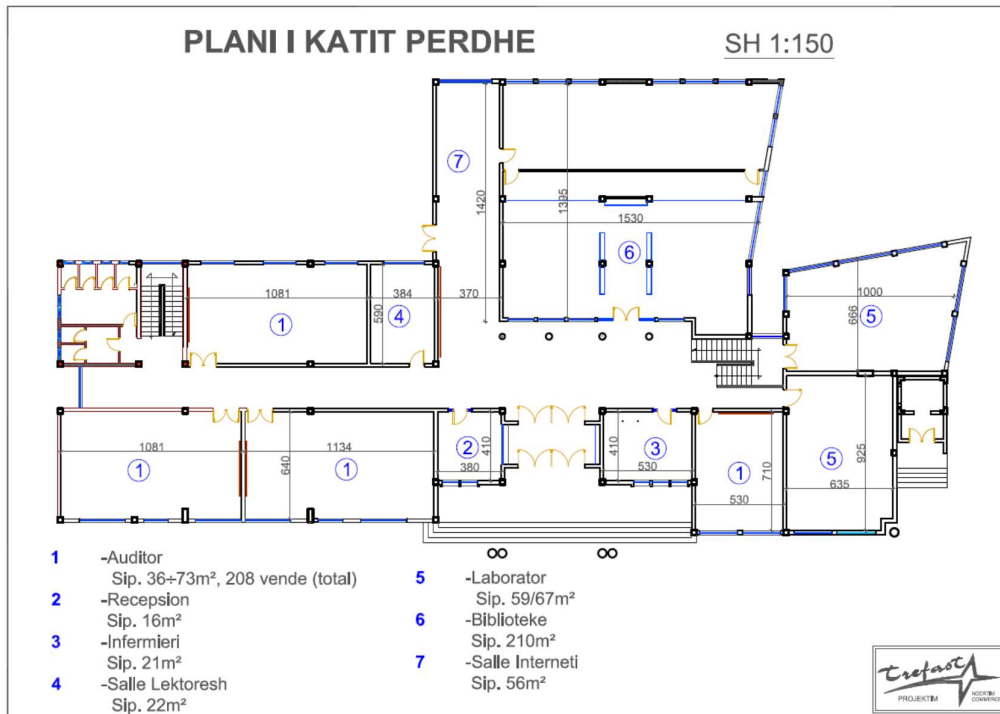 PLANI I KATIT PERDHE
SH 1:150
7
1420
1395
1530
6
1081
384
370
1
590
4
1000
666
5
1081
1134
1
640
1
2
410
380
410
3
530
1
710
530
5
925
635
1 -Auditor
Sip. 36÷73m², 208 vende (total)
2 -Recepsion
Sip. 16m²
3 -Infermieri
Sip. 21m²
4 -Salle Lektoresh
Sip. 22m²
5 -Laborator
Sip. 59/67m²
6 -Biblioteke
Sip. 210m²
7 -Salle Interneti
Sip. 56m²
PROJEKTIM